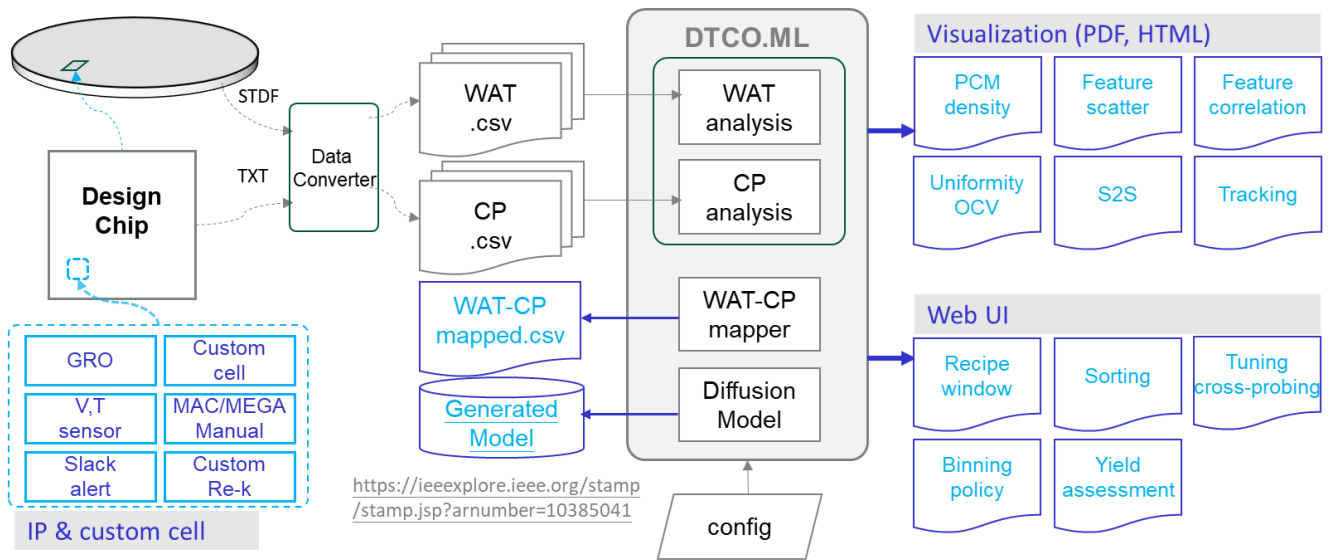 STDF
TXT
Design
Chip
Data
Converter
WAT
.csv
CP
.csv
WAT-CP
mapped.csv
Generated
Model
DTCO.ML
WAT
analysis
CP
analysis
WAT-CP
mapper
Diffusion
Model
config
https://ieeexplore.ieee.org/stamp
/stamp.jsp?arnumber=10385041
GRO
Custom
cell
V,T
sensor
MAC/MEGA
Manual
Slack
alert
Custom
Re-k
IP & custom cell
Visualization (PDF, HTML)
PCM
density
Feature
scatter
Feature
correlation
Uniformity
OCV
S2S
Tracking
Web UI
Recipe
window
Sorting
Tuning
cross-probing
Binning
policy
Yield
assessment